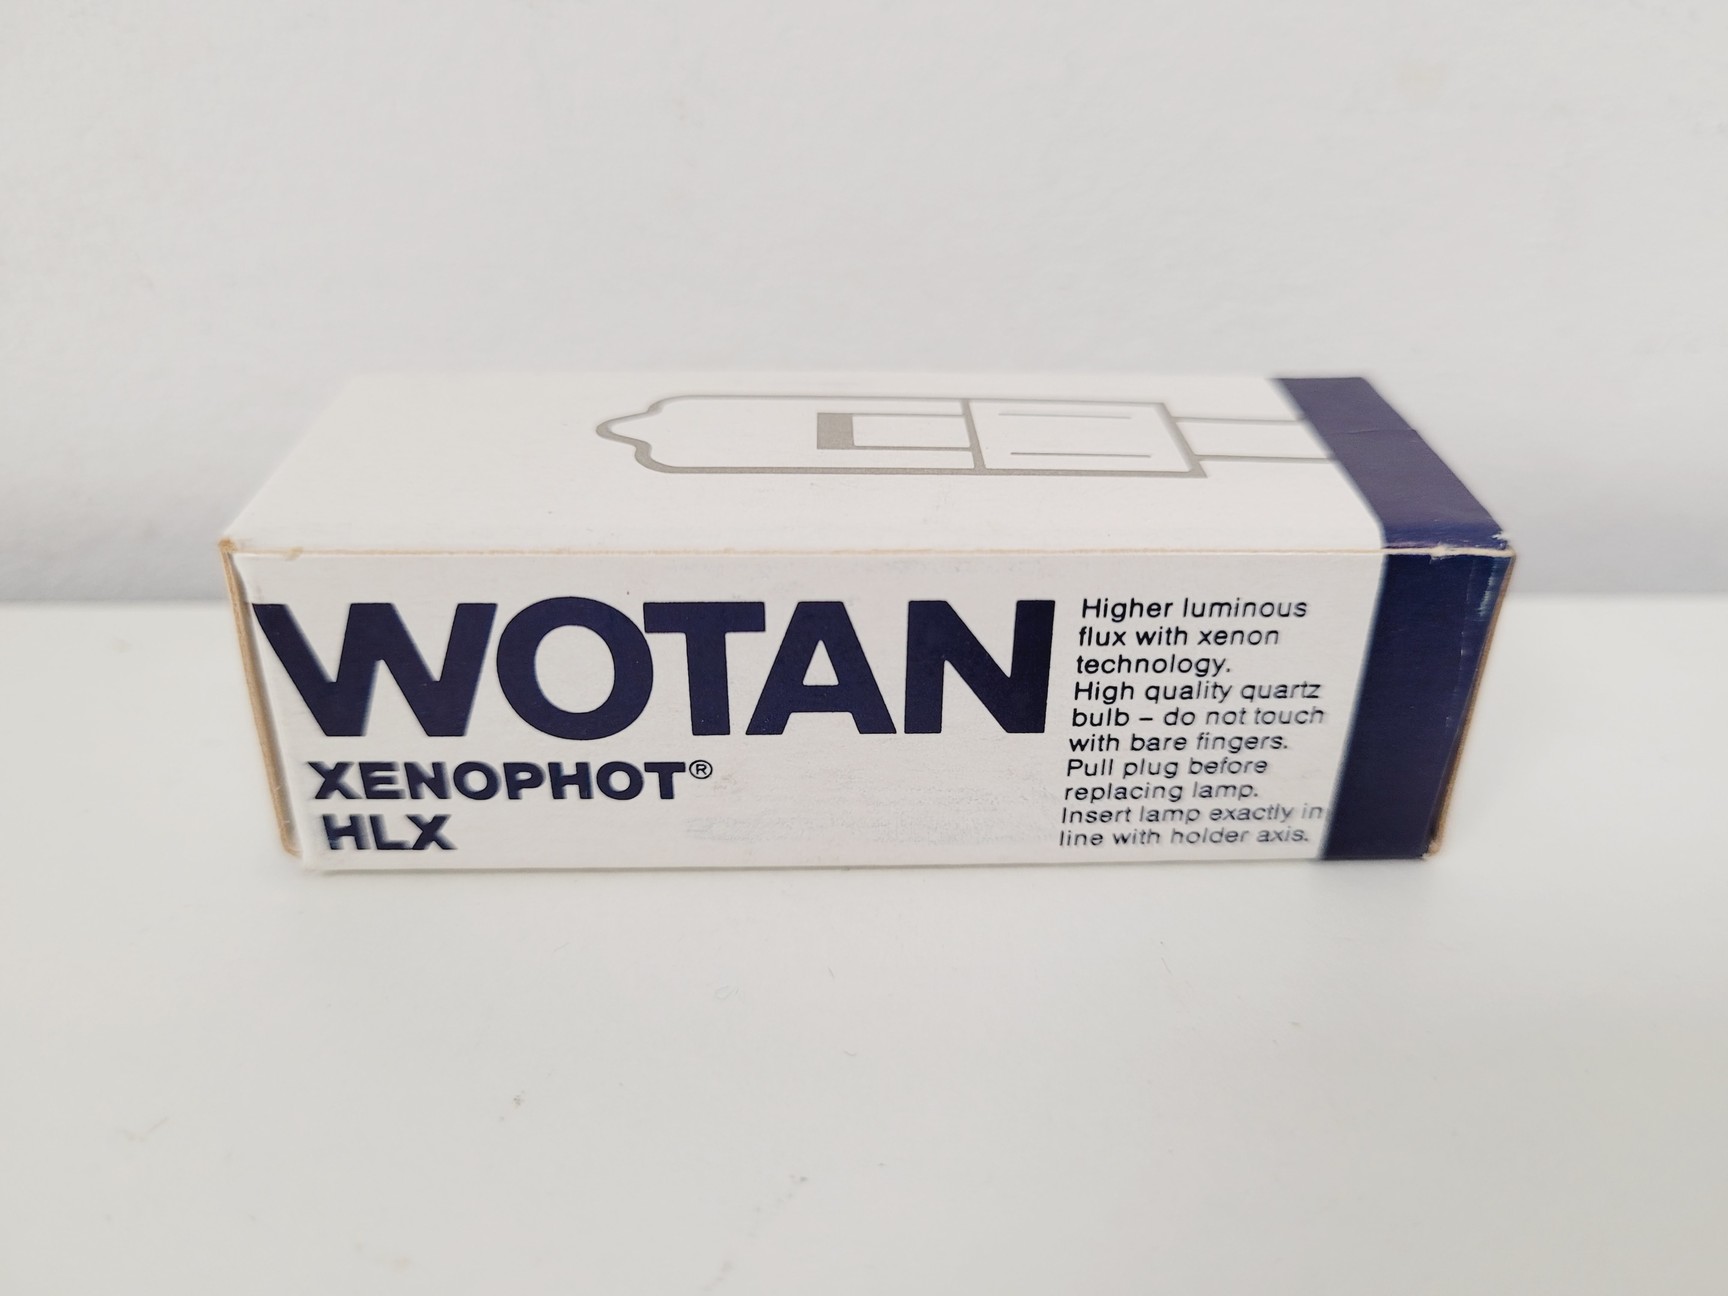 WOTAN
XENOPHOT®
HLX
Higher luminous
flux with xenon
technology.
High quality quartz
bulb – do not touch
with bare fingers.
Pull plug before
replacing lamp.
Insert lamp exactly in
line with holder axis.